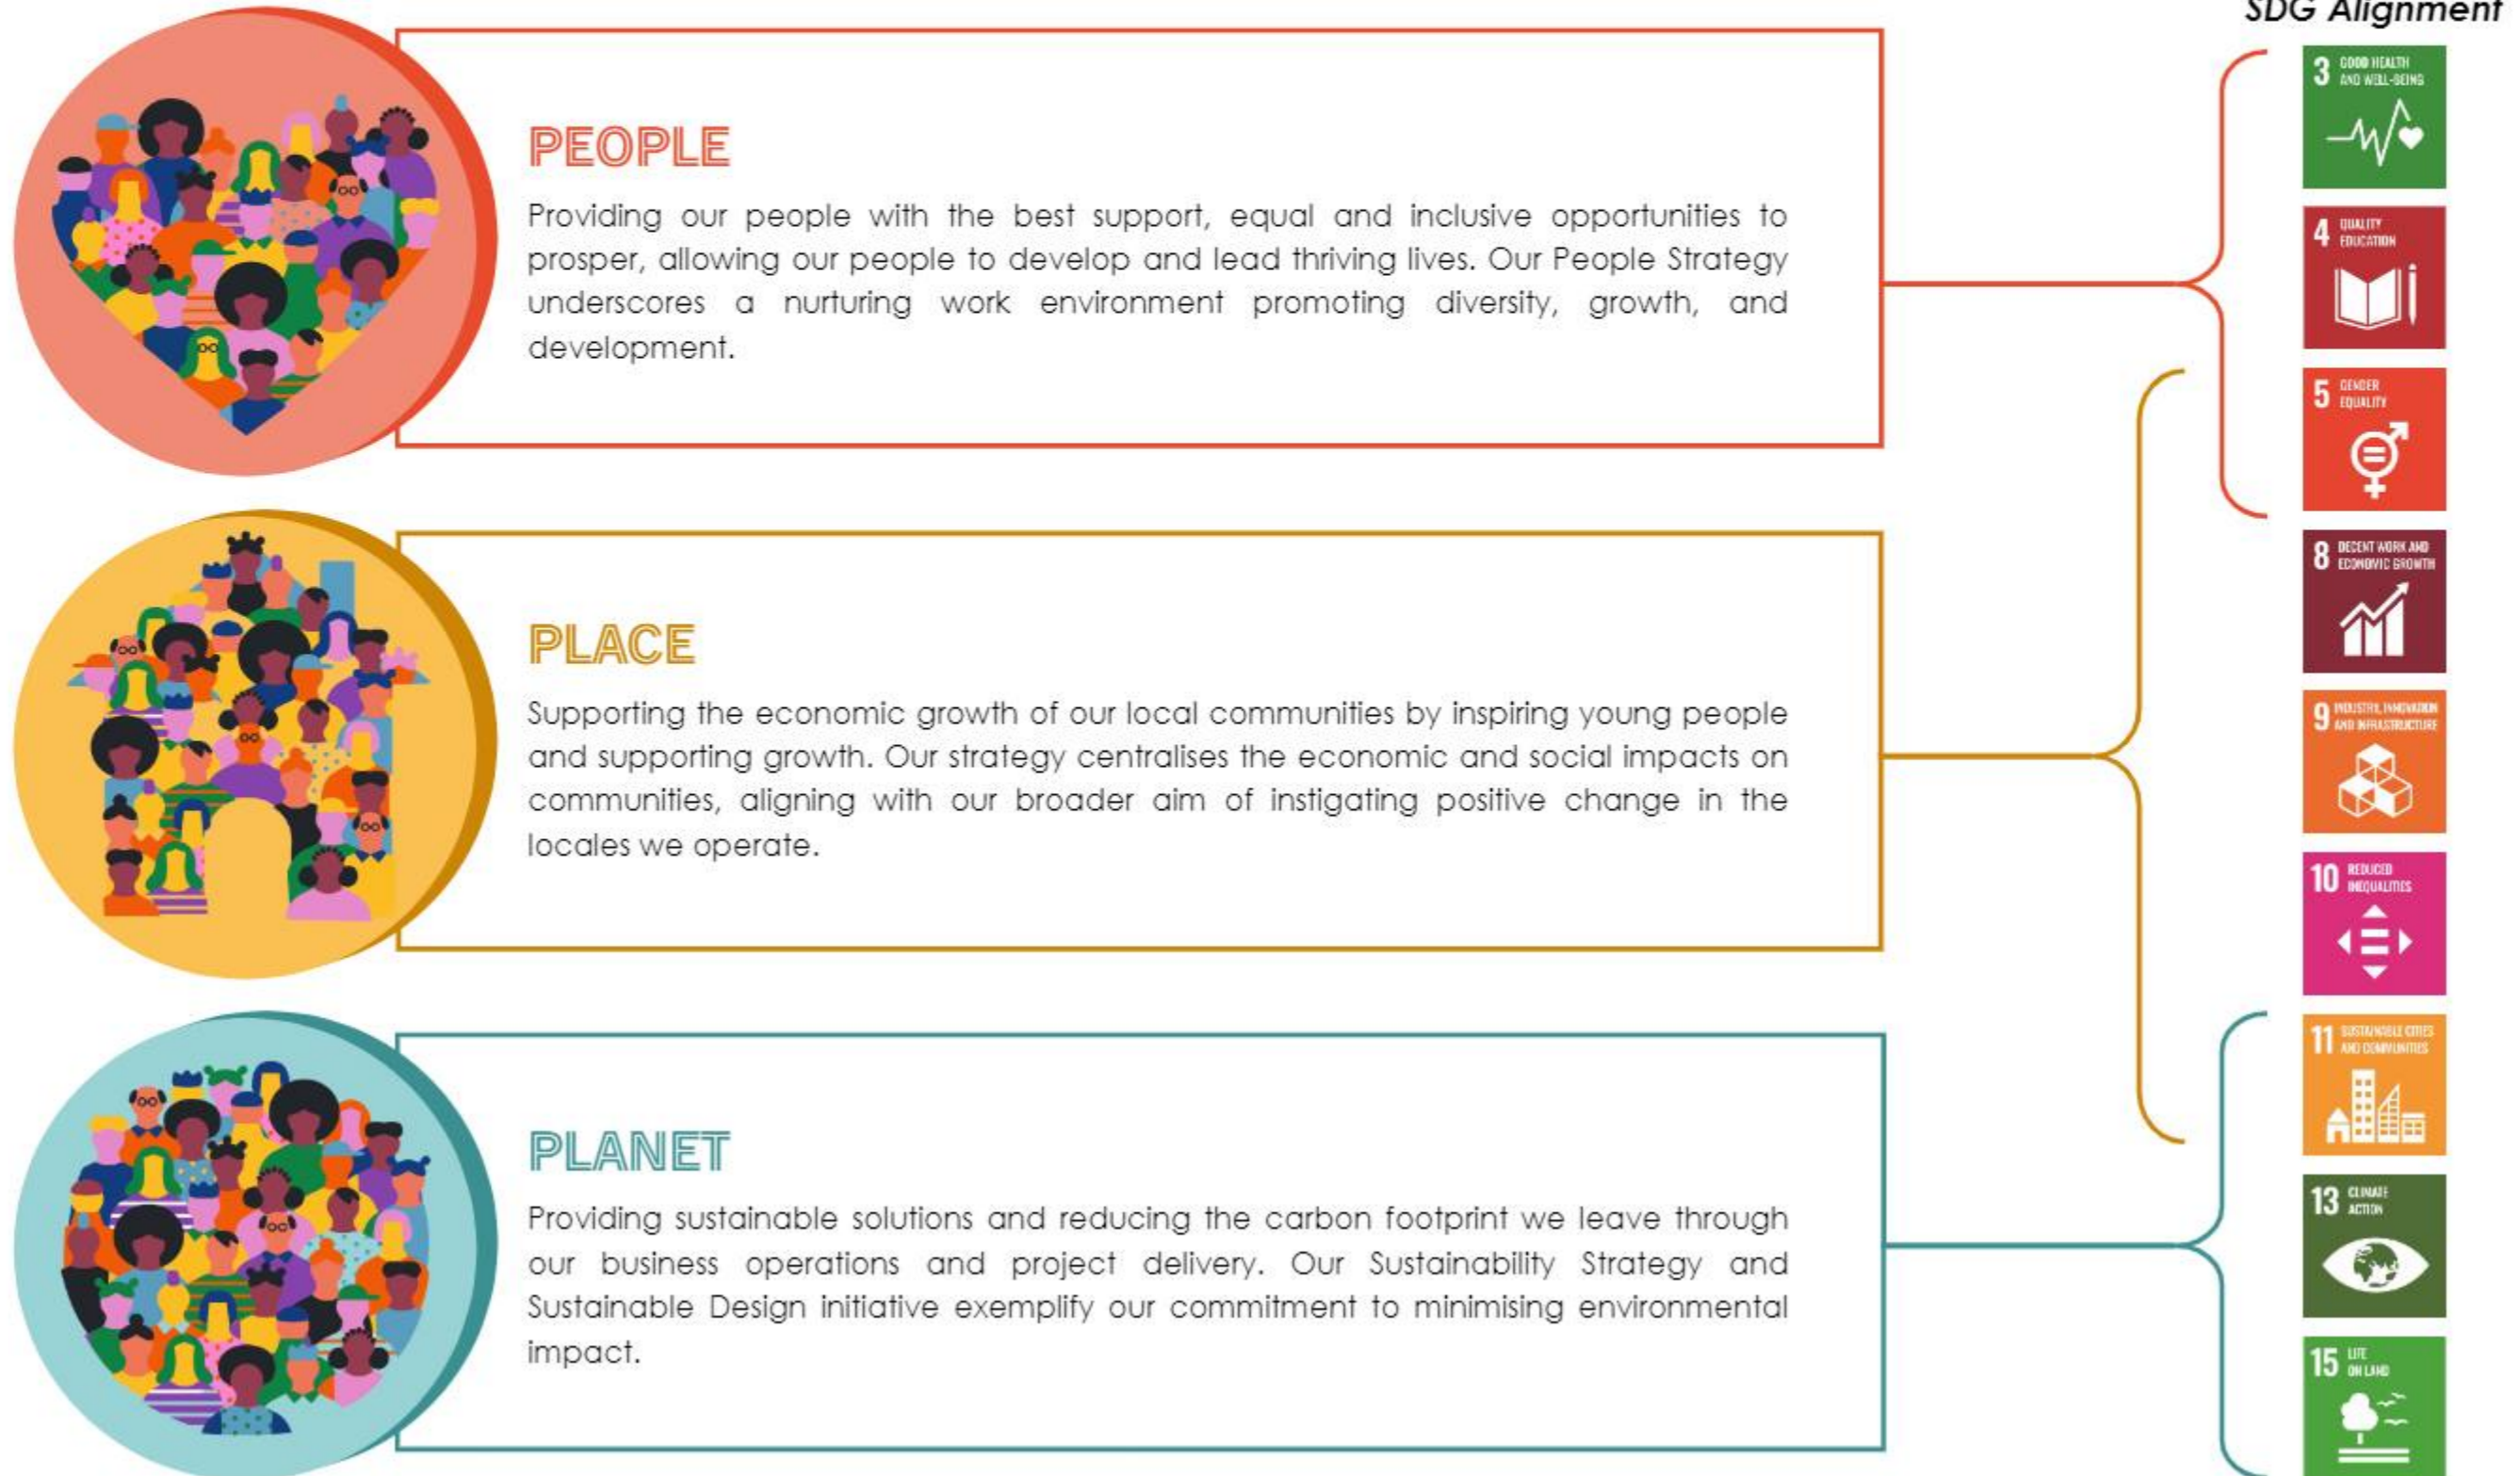 SDG Alignment
PEOPLE
Providing our people with the best support, equal and inclusive opportunities to
prosper, allowing our people to develop and lead thriving lives. Our People Strategy
underscores a nurturing work environment promoting diversity, growth, and
development.
PLACE
Supporting the economic growth of our local communities by inspiring young people
and supporting growth. Our strategy centralises the economic and social impacts on
communities, aligning with our broader aim of instigating positive change in the
locales we operate.
PLANET
Providing sustainable solutions and reducing the carbon footprint we leave through
our business operations and project delivery. Our Sustainability Strategy and
Sustainable Design initiative exemplify our commitment to minimising environmental
impact.
3 GOOD HEALTH
AND WELL-BEING
4 QUALITY
EDUCATION
5 GENDER
EQUALITY
8 DECENT WORK AND
ECONOMIC GROWTH
9 INDUSTRY, INNOVATION
AND INFRASTRUCTURE
10 REDUCED
INEQUALITIES
11 SUSTAINABLE CITIES
AND COMMUNITIES
13 CLIMATE
ACTION
15 LIFE
ON LAND